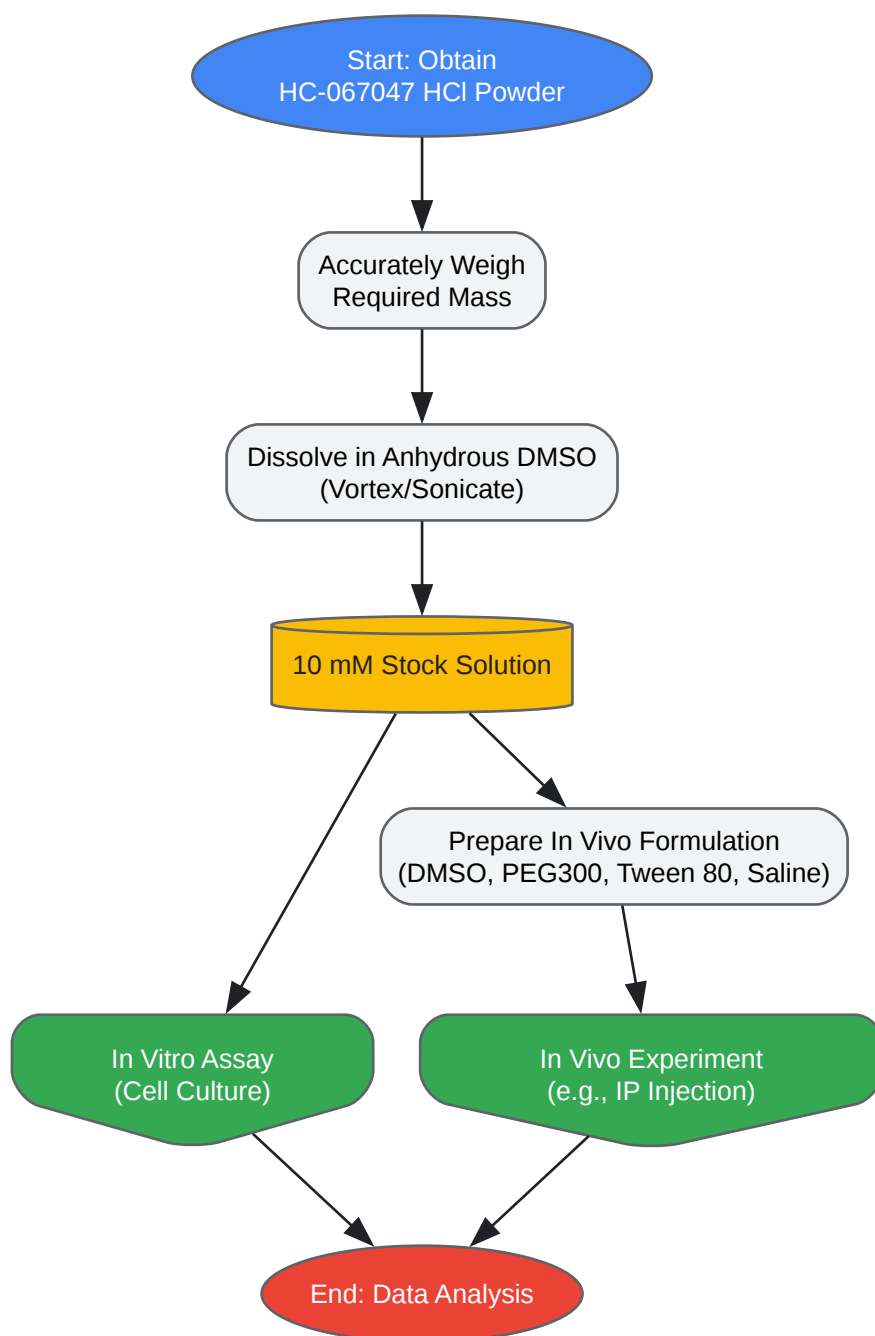 Start: Obtain
HC-067047 HCl Powder
Accurately Weigh
Required Mass
Dissolve in Anhydrous DMSO
(Vortex/Sonicate)
10 mM Stock Solution
Prepare In Vivo Formulation
(DMSO, PEG300, Tween 80, Saline)
In Vitro Assay
(Cell Culture)
In Vivo Experiment
(e.g., IP Injection)
End: Data Analysis